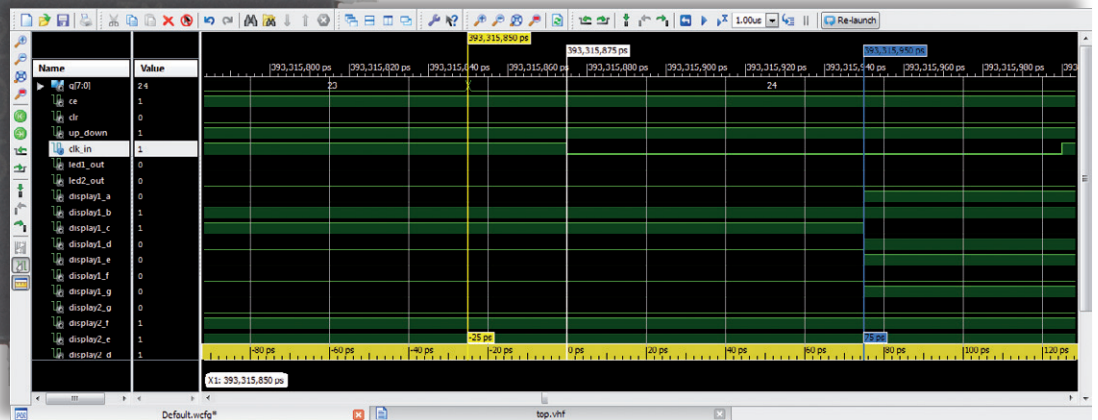 1.00us
Re-launch
393,315,850 ps
393,315,875 ps
393,315,950 ps
Name Value
393,315,800 ps 393,315,820 ps 393,315,840 ps 393,315,860 ps 393,315,880 ps 393,315,900 ps 393,315,920 ps 393,315,940 ps 393,315,960 ps 393,315,980 ps 393
q[7:0] 24 23 24
ce 1
clr 0
up_down 1
clk_in 1
led1_out 0
led2_out 0
display1_a 0
display1_b 1
display1_c 1
display1_d 0
display1_e 0
display1_f 0
display1_g 0
display2_g 0
display2_f 1
display2_e 1
display2_d 1
-25 ps 75 ps
-80 ps -60 ps -40 ps -20 ps 0 ps 20 ps 40 ps 60 ps 80 ps 100 ps 120 ps
X1: 393,315,850 ps
Default.wcfg* top.vhf